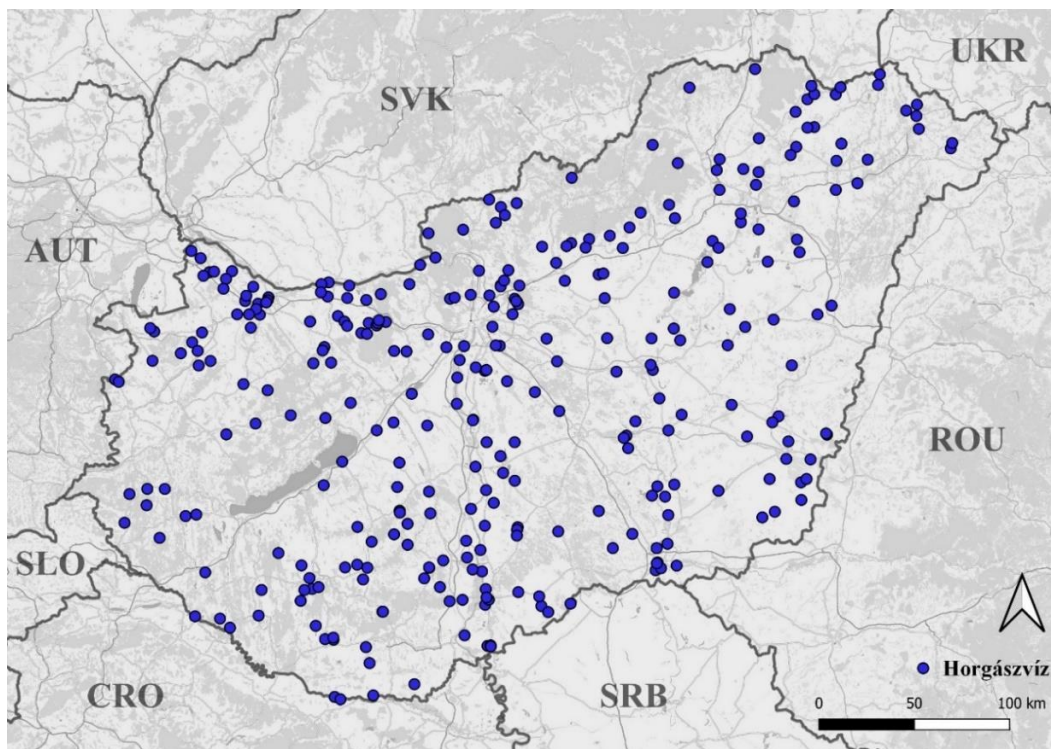 UKR
SVK
AUT
ROU
SLO
Horgászvíz
CRO
SRB
0 50 100 km